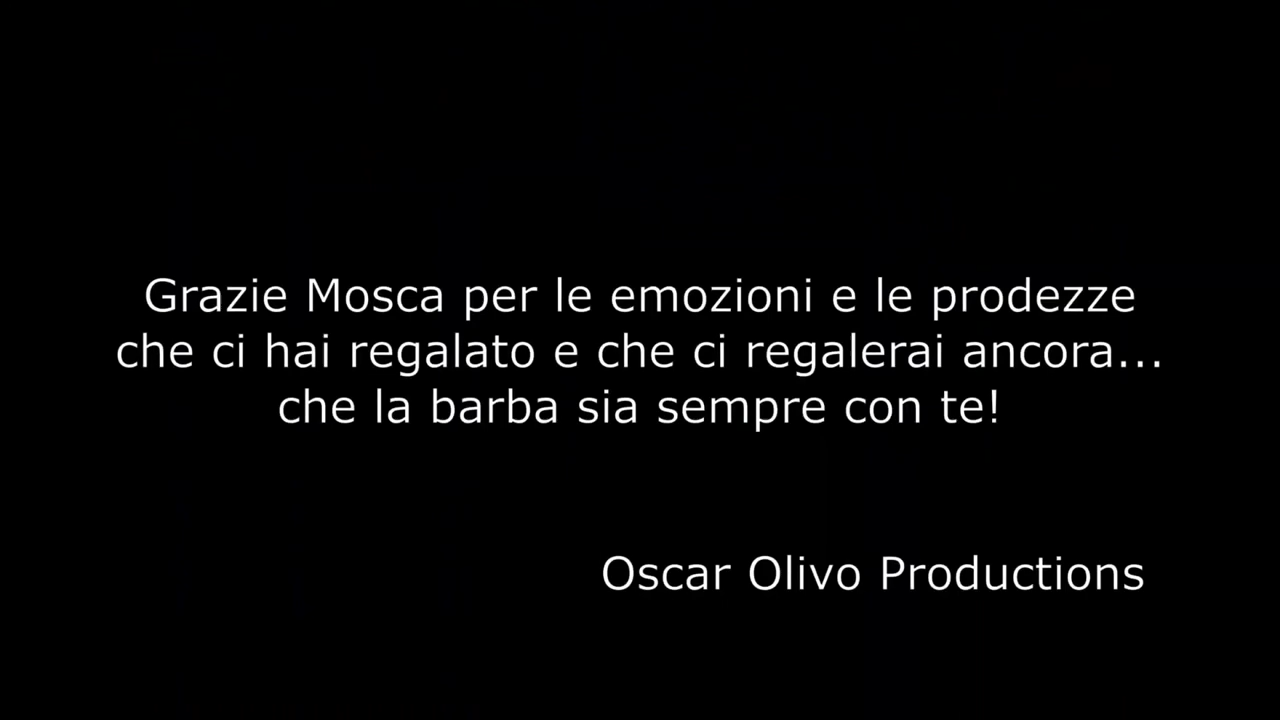 Grazie Mosca per le emozioni e le prodezze
che ci hai regalato e che ci regalerai ancora...
che la barba sia sempre con te!
Oscar Olivo Productions